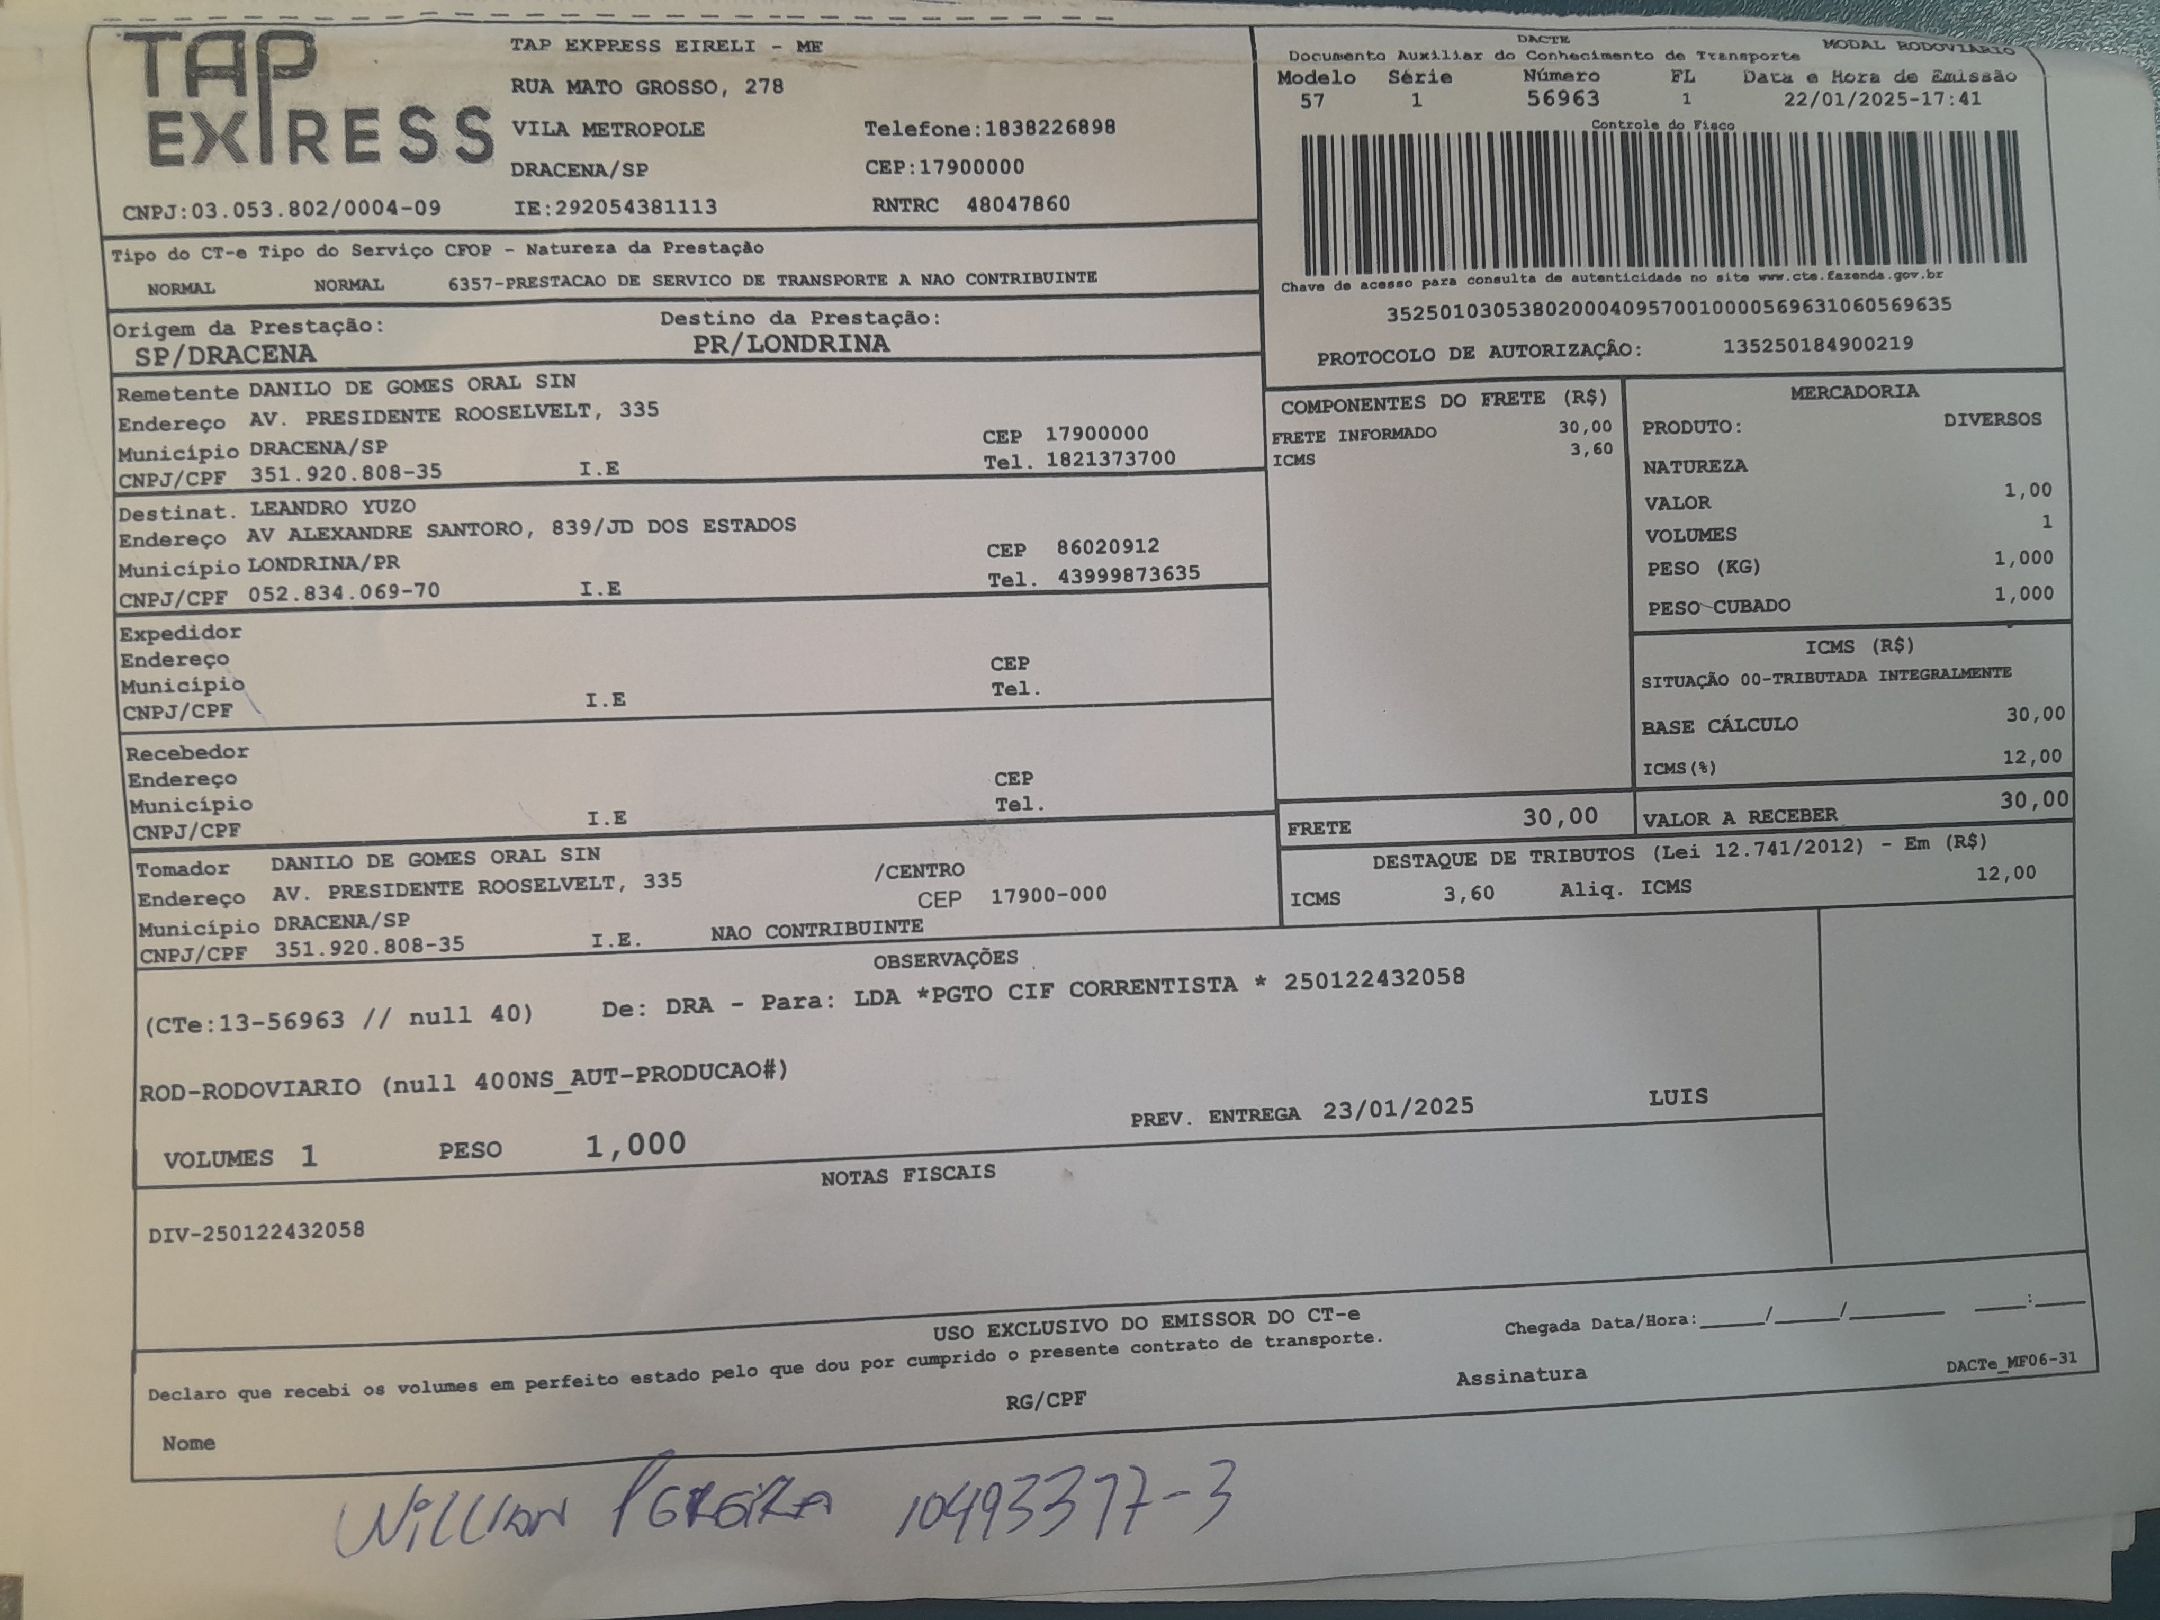 TAP EXPRESS
TAP EXPRESS EIRELI - ME
RUA MATO GROSSO, 278
VILA METROPOLE Telefone:1838226898
DRACENA/SP CEP:17900000
CNPJ:03.053.802/0004-09 IE:292054381113 RNTRC 48047860
DACTE MODAL RODOVIÁRIO
Documento Auxiliar do Conhecimento de Transporte
Modelo Série Número FL Data e Hora de Emissão
57 1 56963 1 22/01/2025-17:41
Controle do Fisco
Chave de acesso para consulta de autenticidade no site www.cte.fazenda.gov.br
35250103053802000409570010000569631060569635
PROTOCOLO DE AUTORIZAÇÃO: 135250184900219
Tipo do CT-e Tipo do Serviço CFOP - Natureza da Prestação
NORMAL NORMAL 6357-PRESTACAO DE SERVICO DE TRANSPORTE A NAO CONTRIBUINTE
Origem da Prestação: Destino da Prestação:
SP/DRACENA PR/LONDRINA
Remetente DANILO DE GOMES ORAL SIN
Endereço AV. PRESIDENTE ROOSELVELT, 335
Município DRACENA/SP CEP 17900000
CNPJ/CPF 351.920.808-35 I.E Tel. 1821373700
Destinat. LEANDRO YUZO
Endereço AV ALEXANDRE SANTORO, 839/JD DOS ESTADOS
Município LONDRINA/PR CEP 86020912
CNPJ/CPF 052.834.069-70 I.E Tel. 43999873635
Expedidor
Endereço CEP
Município Tel.
CNPJ/CPF I.E
Recebedor
Endereço CEP
Município Tel.
CNPJ/CPF I.E
Tomador DANILO DE GOMES ORAL SIN
Endereço AV. PRESIDENTE ROOSELVELT, 335 /CENTRO
Município DRACENA/SP CEP 17900-000
CNPJ/CPF 351.920.808-35 I.E. NAO CONTRIBUINTE
COMPONENTES DO FRETE (R$)
FRETE INFORMADO 30,00
ICMS 3,60
MERCADORIA
PRODUTO: DIVERSOS
NATUREZA
VALOR 1,00
VOLUMES 1
PESO (KG) 1,000
PESO CUBADO 1,000
ICMS (R$)
SITUAÇÃO 00-TRIBUTADA INTEGRALMENTE
BASE CÁLCULO 30,00
ICMS(%) 12,00
FRETE 30,00 VALOR A RECEBER 30,00
DESTAQUE DE TRIBUTOS (Lei 12.741/2012) - Em (R$)
ICMS 3,60 Aliq. ICMS 12,00
OBSERVAÇÕES
(CTe:13-56963 // null 40) De: DRA - Para: LDA *PGTO CIF CORRENTISTA * 250122432058
ROD-RODOVIARIO (null 400NS_AUT-PRODUCAO#)
VOLUMES 1 PESO 1,000 PREV. ENTREGA 23/01/2025 LUIS
NOTAS FISCAIS
DIV-250122432058
USO EXCLUSIVO DO EMISSOR DO CT-e
Declaro que recebi os volumes em perfeito estado pelo que dou por cumprido o presente contrato de transporte. Chegada Data/Hora:_____/_____/_______ ____:____
Nome RG/CPF Assinatura DACTe_MF06-31
WILLIAN PEREIRA 10493377-3